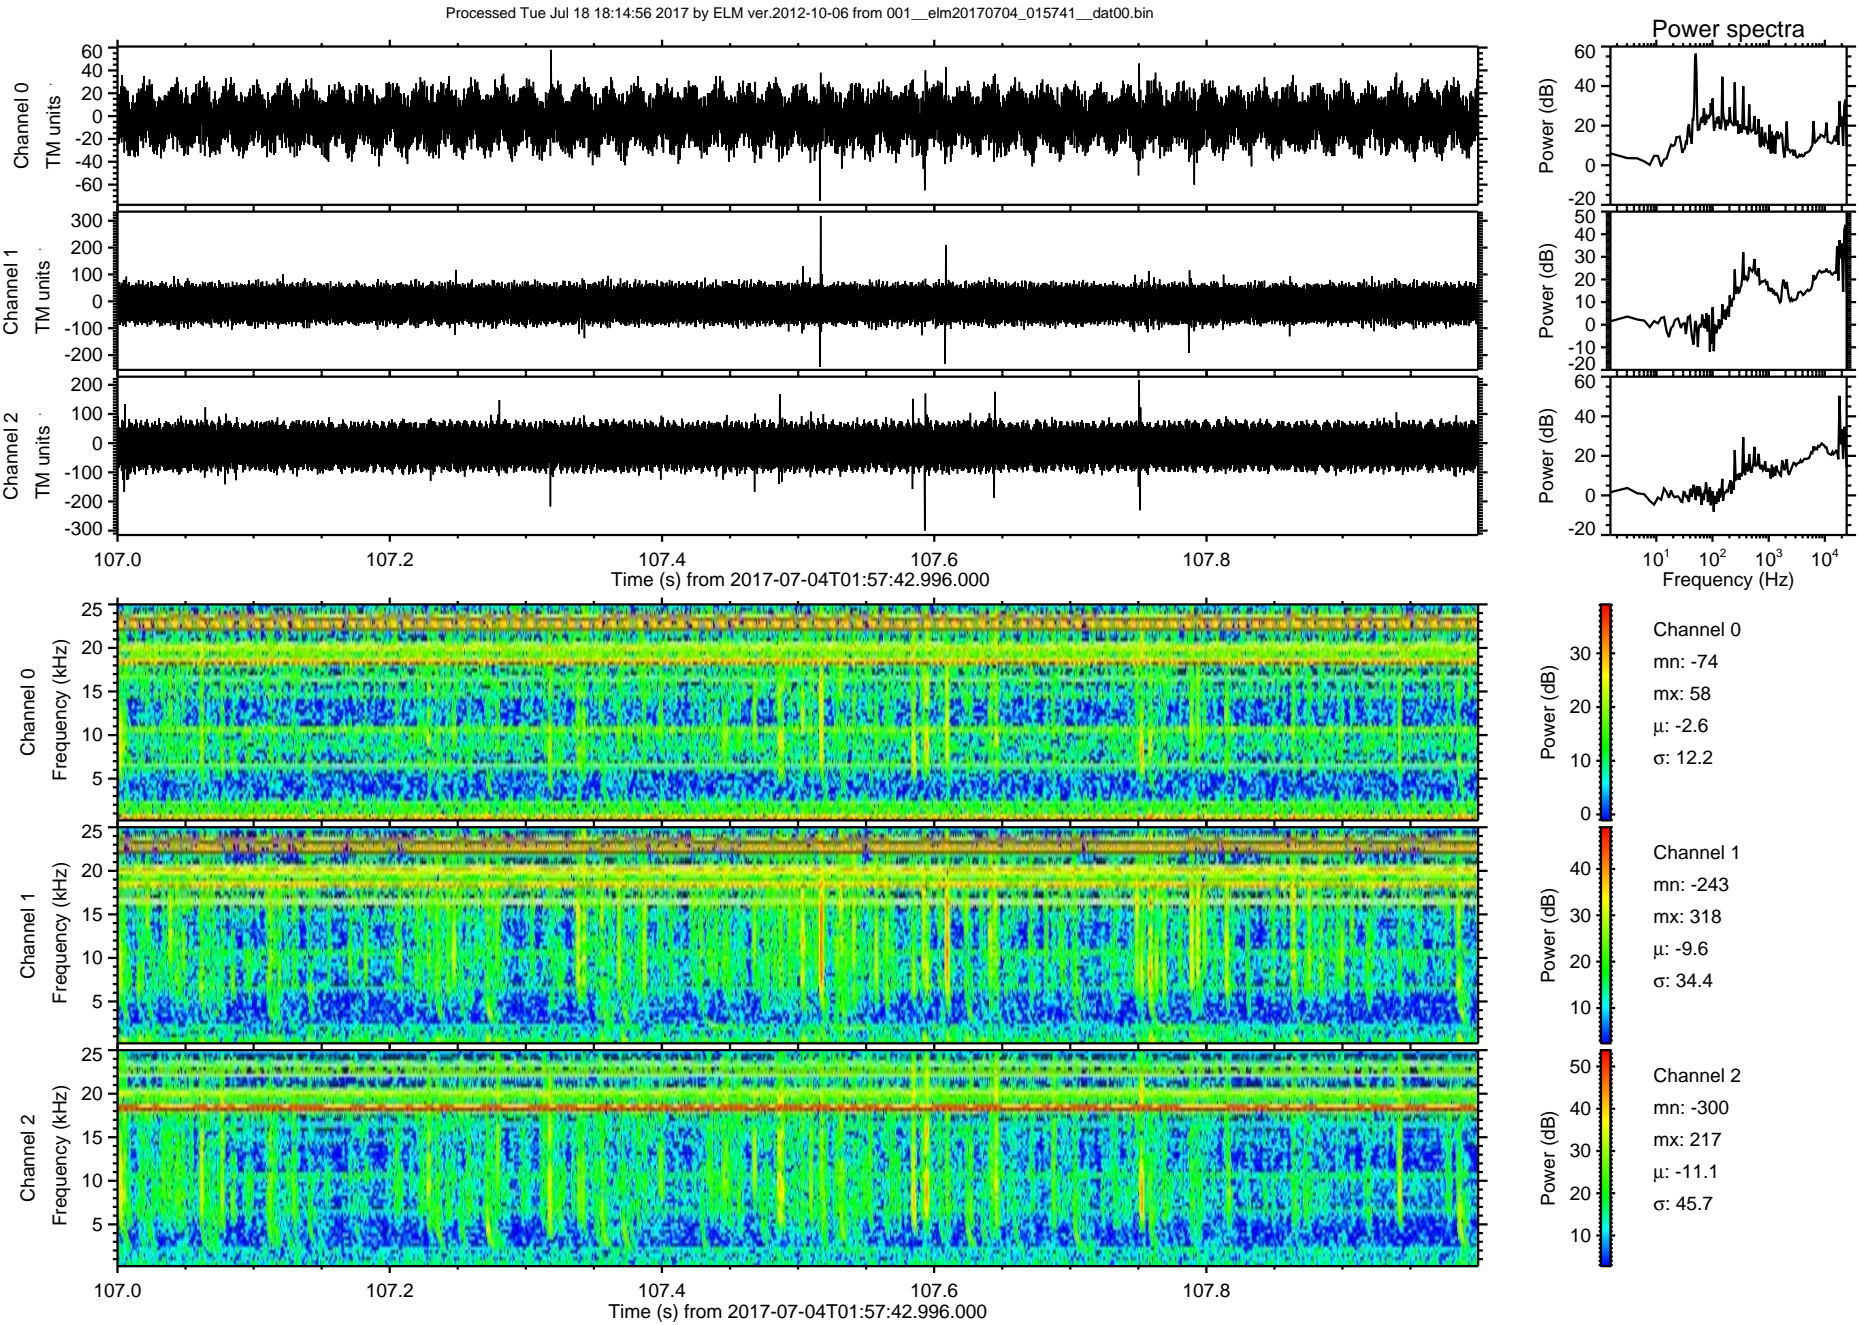 Processed Tue Jul 18 18:14:56 2017 by ELM ver.2012-10-06 from 001__elm20170704_015741__dat00.bin
Power spectra
Channel 0
TM units
60
40
20
0
-20
-40
-60
Power (dB)
60
40
20
0
-20
Channel 1
TM units
300
200
100
0
-100
-200
Power (dB)
50
40
30
20
10
0
-10
-20
Channel 2
TM units
200
100
0
-100
-200
-300
Power (dB)
60
40
20
0
-20
107.0 107.2 107.4 107.6 107.8
Time (s) from 2017-07-04T01:57:42.996.000
10^1 10^2 10^3 10^4
Frequency (Hz)
Channel 0
Frequency (kHz)
25
20
15
10
5
Power (dB)
30
20
10
0
Channel 0
mn: -74
mx: 58
μ: -2.6
σ: 12.2
Channel 1
Frequency (kHz)
25
20
15
10
5
Power (dB)
40
30
20
10
Channel 1
mn: -243
mx: 318
μ: -9.6
σ: 34.4
Channel 2
Frequency (kHz)
25
20
15
10
5
Power (dB)
50
40
30
20
10
Channel 2
mn: -300
mx: 217
μ: -11.1
σ: 45.7
107.0 107.2 107.4 107.6 107.8
Time (s) from 2017-07-04T01:57:42.996.000